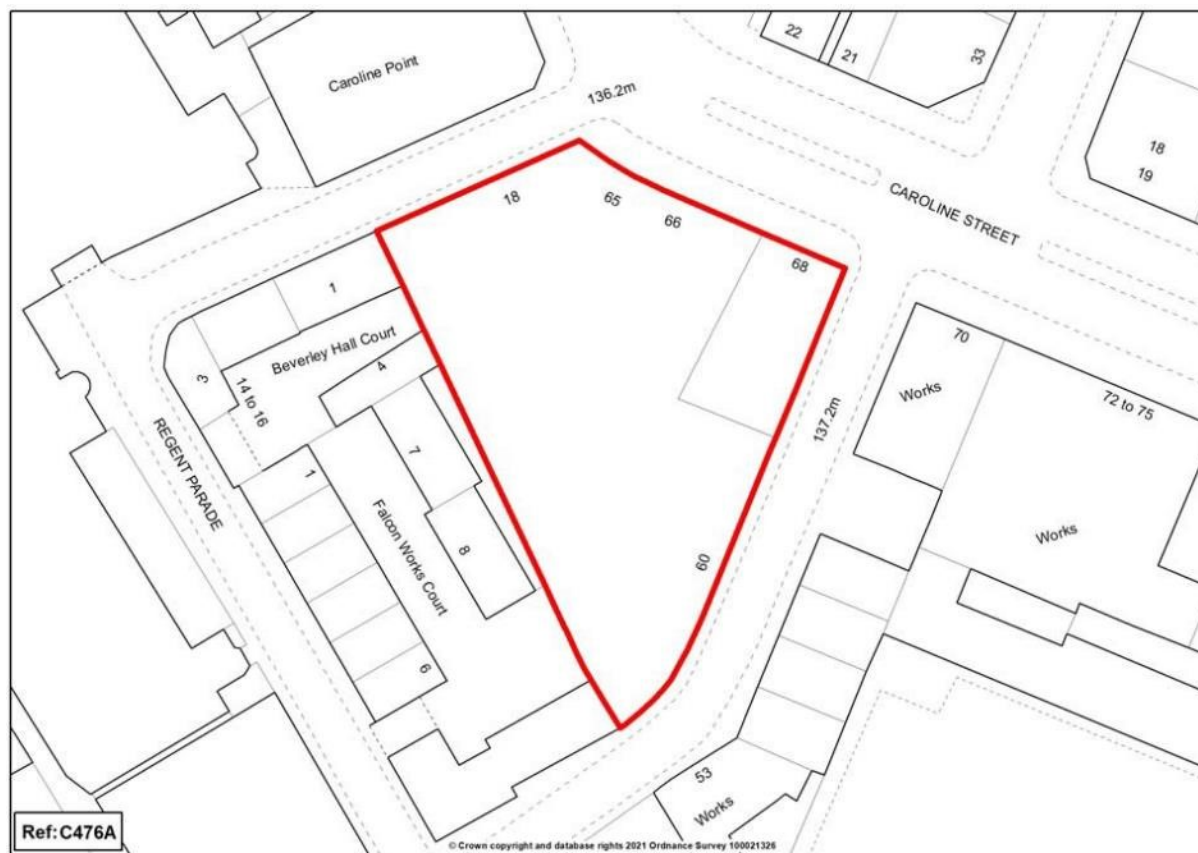 Caroline Point
136.2m
22
21
33
18
19
CAROLINE STREET
18
65
66
68
1
Beverley Hall Court
3
14 to 16
4
REGENT PARADE
7
1
Falcon Works Court
8
6
70
Works
72 to 75
137.2m
Works
60
53
Works
Ref:C476A
© Crown copyright and database rights 2021 Ordnance Survey 100021326